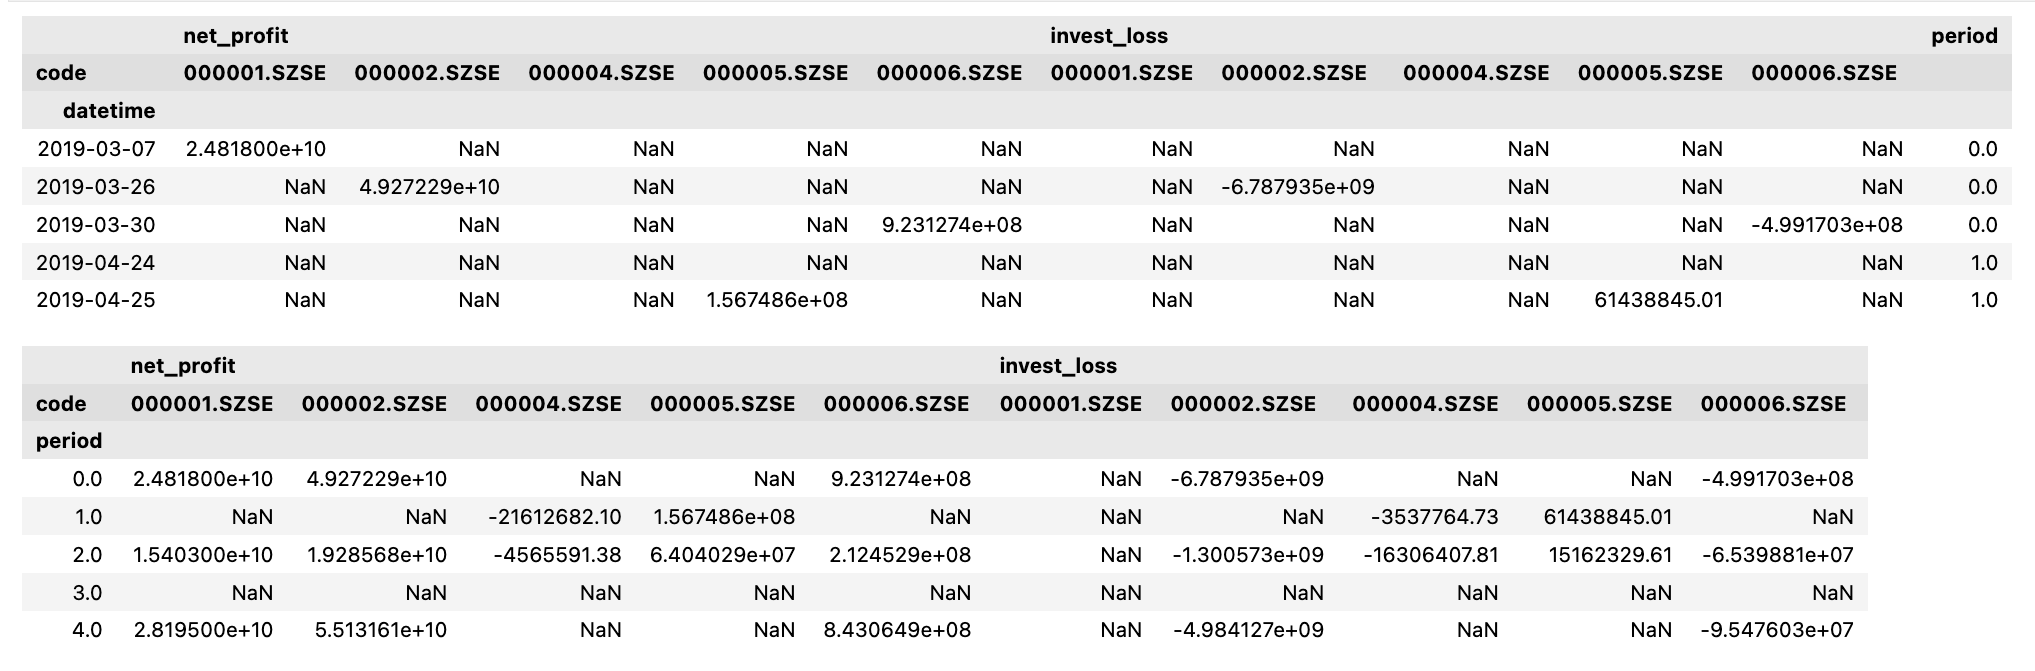 net_profit invest_loss period
code 000001.SZSE 000002.SZSE 000004.SZSE 000005.SZSE 000006.SZSE 000001.SZSE 000002.SZSE 000004.SZSE 000005.SZSE 000006.SZSE
datetime
2019-03-07 2.481800e+10 NaN NaN NaN NaN NaN NaN NaN NaN NaN 0.0
2019-03-26 NaN 4.927229e+10 NaN NaN NaN NaN -6.787935e+09 NaN NaN NaN 0.0
2019-03-30 NaN NaN NaN NaN 9.231274e+08 NaN NaN NaN NaN -4.991703e+08 0.0
2019-04-24 NaN NaN NaN NaN NaN NaN NaN NaN NaN NaN 1.0
2019-04-25 NaN NaN NaN 1.567486e+08 NaN NaN NaN NaN 61438845.01 NaN 1.0
net_profit invest_loss
code 000001.SZSE 000002.SZSE 000004.SZSE 000005.SZSE 000006.SZSE 000001.SZSE 000002.SZSE 000004.SZSE 000005.SZSE 000006.SZSE
period
0.0 2.481800e+10 4.927229e+10 NaN NaN 9.231274e+08 NaN -6.787935e+09 NaN NaN -4.991703e+08
1.0 NaN NaN -21612682.10 1.567486e+08 NaN NaN NaN -3537764.73 61438845.01 NaN
2.0 1.540300e+10 1.928568e+10 -4565591.38 6.404029e+07 2.124529e+08 NaN -1.300573e+09 -16306407.81 15162329.61 -6.539881e+07
3.0 NaN NaN NaN NaN NaN NaN NaN NaN NaN NaN
4.0 2.819500e+10 5.513161e+10 NaN NaN 8.430649e+08 NaN -4.984127e+09 NaN NaN -9.547603e+07